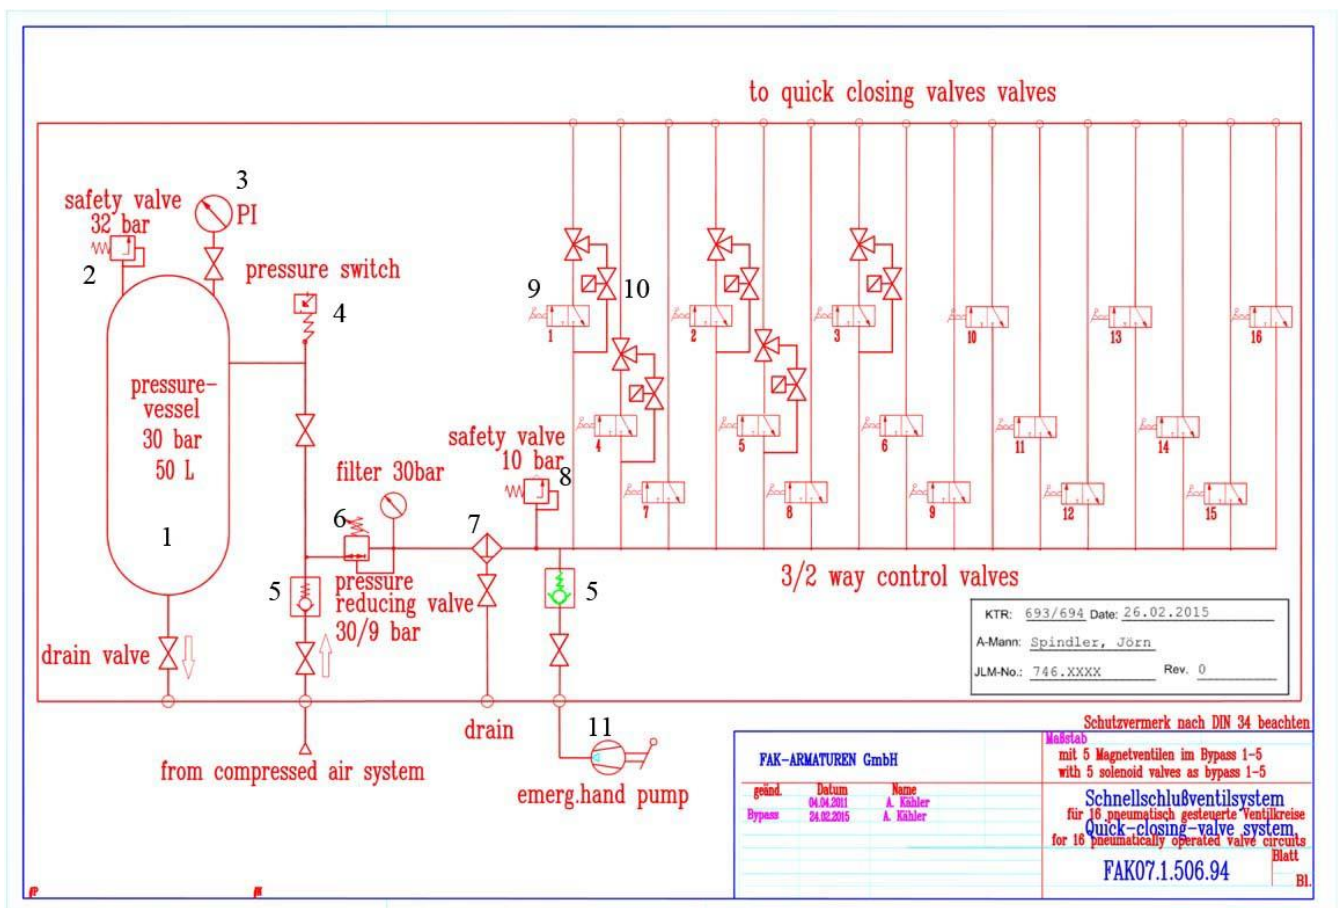 to quick closing valves valves
3
safety valve
32 bar
PI
2
pressure switch
4
9
10
1
2
3
10
13
16
pressure-
vessel
30 bar
50 L
1
safety valve
10 bar
8
4
5
6
11
14
filter 30bar
6
7
7
8
9
12
15
5
pressure
reducing valve
30/9 bar
5
3/2 way control valves
drain valve
KTR: 693/694 Date: 26.02.2015
A-Mann: Spindler, Jörn
JLM-No.: 746.XXXX Rev. 0
drain
11
from compressed air system
emerg.hand pump
Schutzvermerk nach DIN 34 beachten
Maßstab
mit 5 Magnetventilen im Bypass 1-5
with 5 solenoid valves as bypass 1-5
FAK-ARMATUREN GmbH
geänd. Datum Name
04.04.2011 A. Kähler
Bypass 24.02.2015 A. Kähler
Schnellschlußventilsystem
für 16 pneumatisch gesteuerte Ventilkreise
Quick-closing-valve system
for 16 pneumatically operated valve circuits
FAK07.1.506.94
Blatt
Bl.